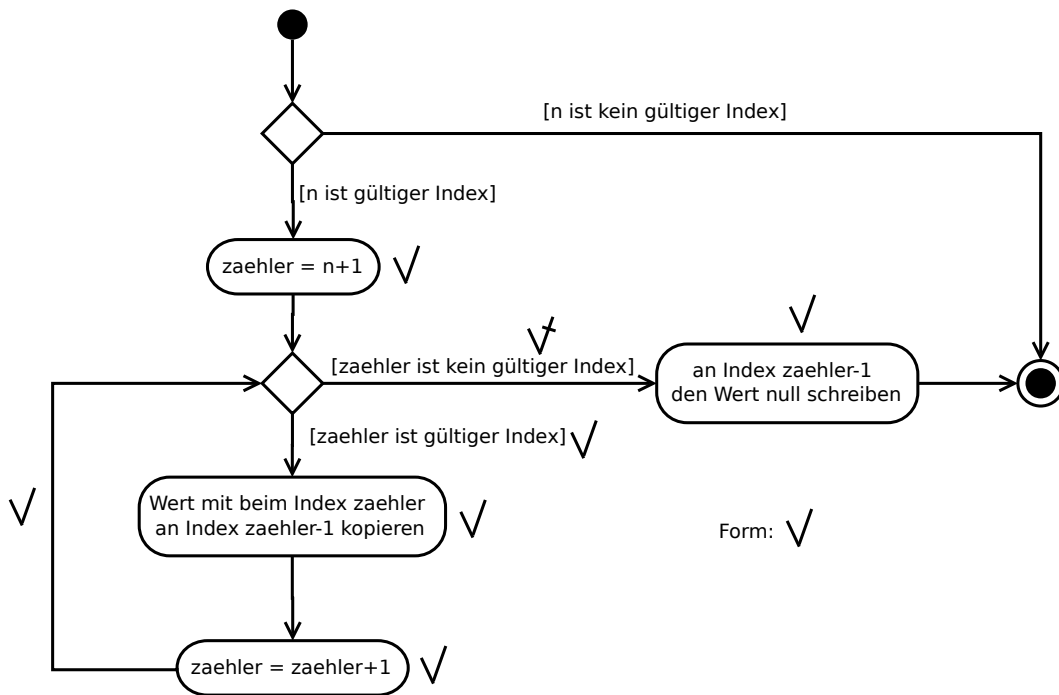 [n ist kein gültiger Index]
[n ist gültiger Index]
zaehler = n+1
[zaehler ist kein gültiger Index]
an Index zaehler-1
den Wert null schreiben
[zaehler ist gültiger Index]
Wert mit beim Index zaehler
an Index zaehler-1 kopieren
Form:
zaehler = zaehler+1